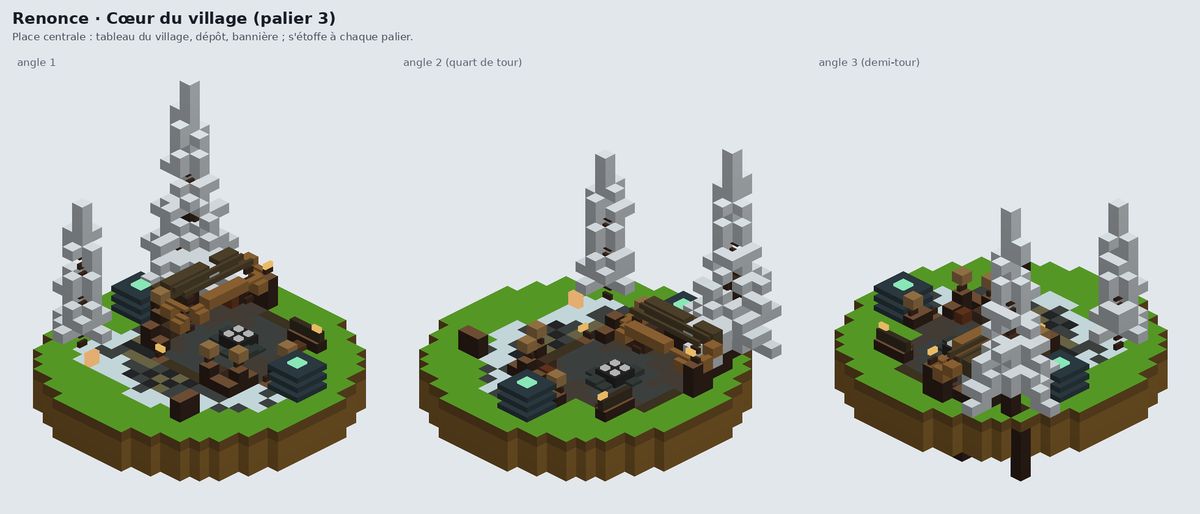 Renonce · Cœur du village (palier 3)
Place centrale : tableau du village, dépôt, bannière ; s'étoffe à chaque palier.
angle 1
angle 2 (quart de tour)
angle 3 (demi-tour)